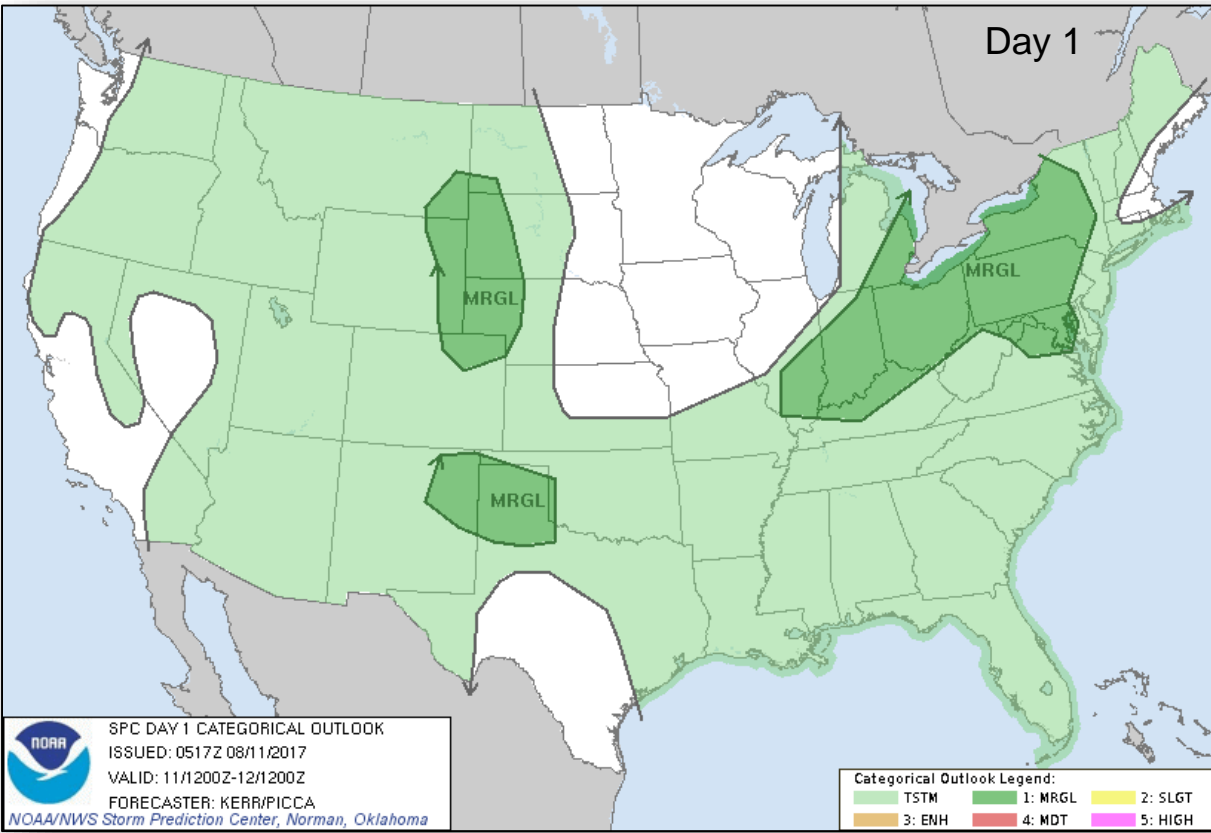 Day 1
MRGL
MRGL
MRGL
NOAA
SPC DAY 1 CATEGORICAL OUTLOOK
ISSUED: 0517Z 08/11/2017
VALID: 11/1200Z-12/1200Z
FORECASTER: KERR/PICCA
NOAA/NWS Storm Prediction Center, Norman, Oklahoma
Categorical Outlook Legend:
TSTM 1: MRGL 2: SLGT
3: ENH 4: MDT 5: HIGH